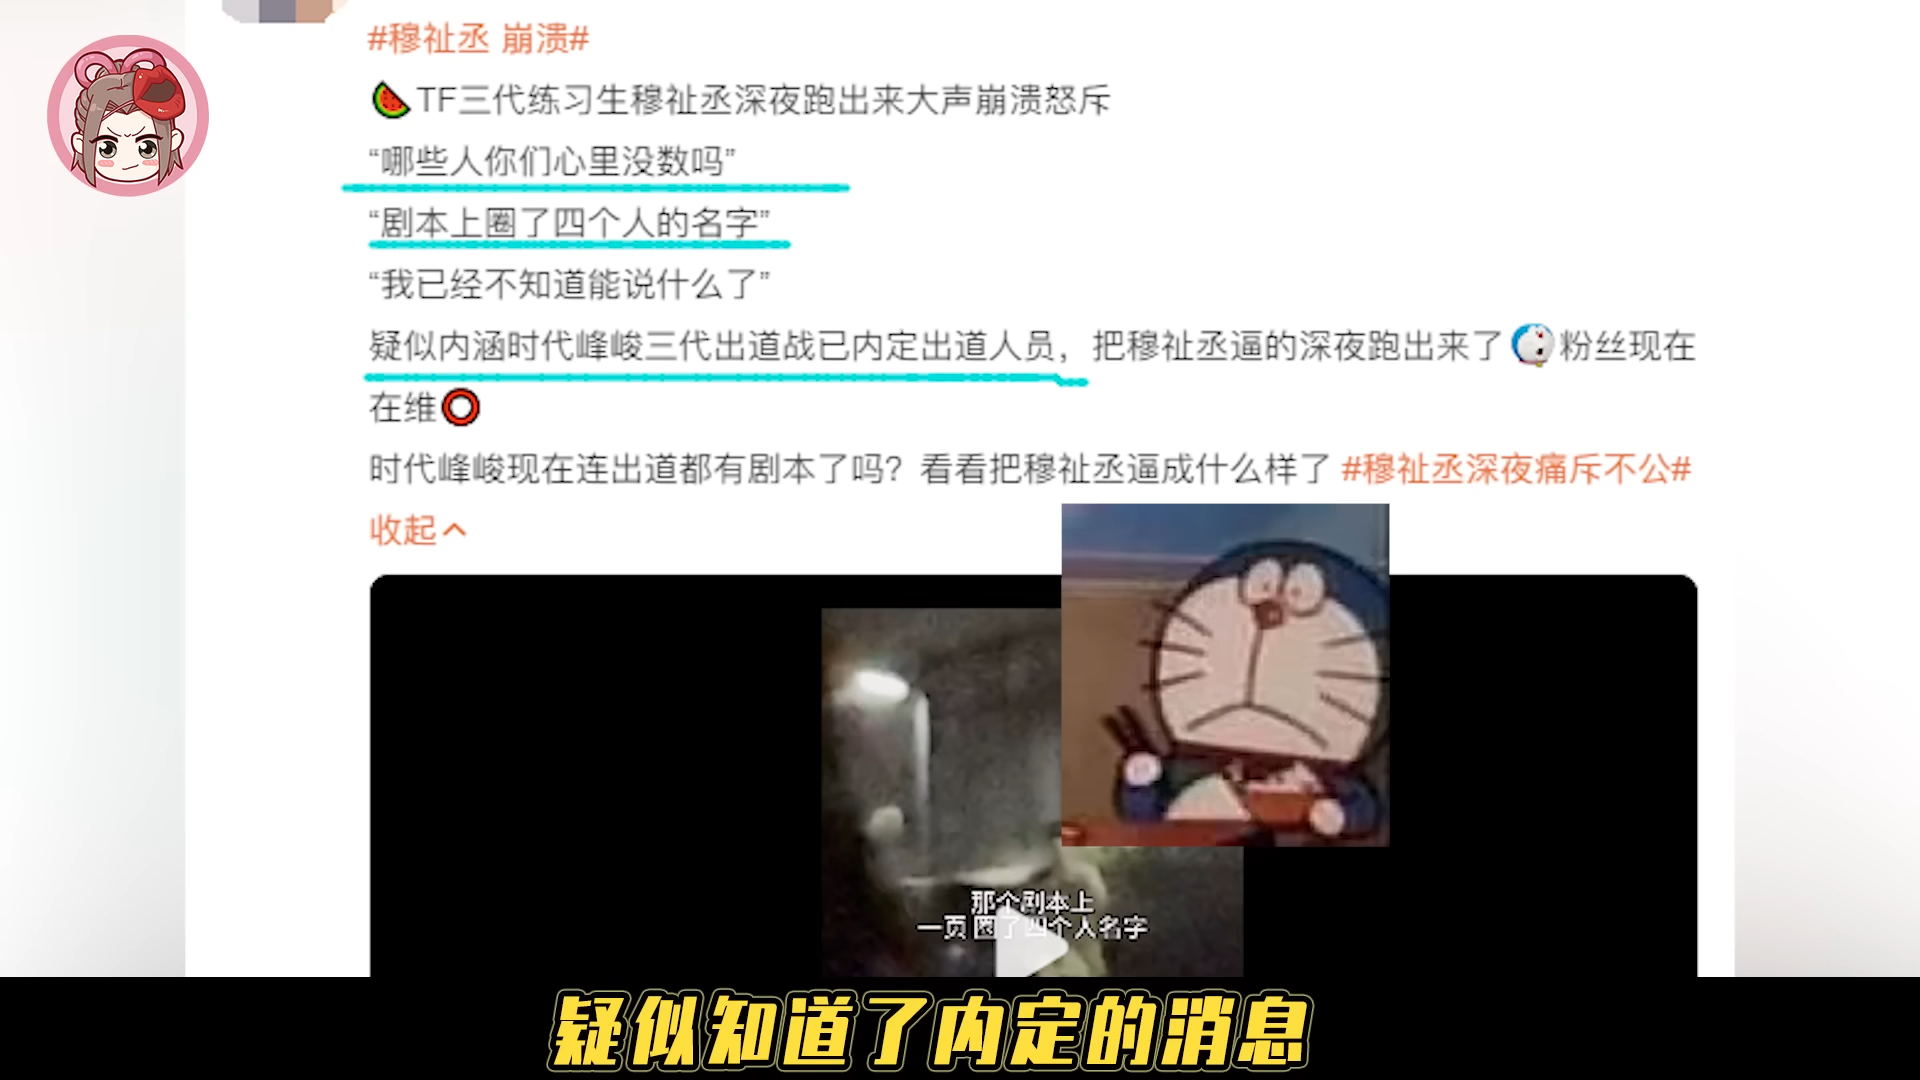 #穆祉丞 崩溃#
TF三代练习生穆祉丞深夜跑出来大声崩溃怒斥
“哪些人你们心里没数吗”
“剧本上圈了四个人的名字”
“我已经不知道能说什么了”
疑似内涵时代峰峻三代出道战已内定出道人员，把穆祉丞逼的深夜跑出来了粉丝现在
在维
时代峰峻现在连出道都有剧本了吗？看看把穆祉丞逼成什么样了 #穆祉丞深夜痛斥不公#
收起
那个剧本上
一页圈了四个人名字
疑似知道了内定的消息